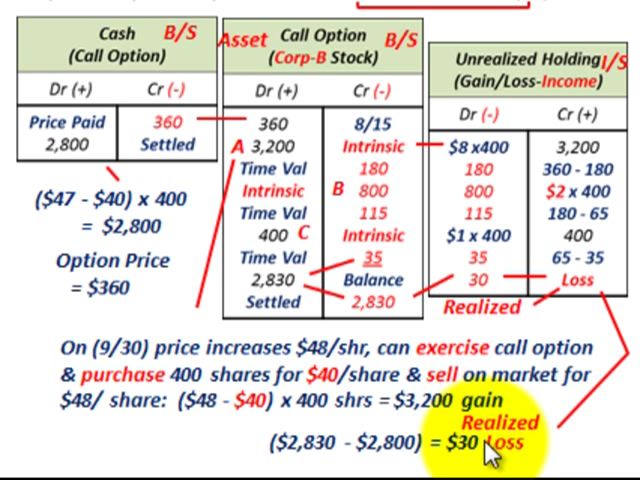 Cash B/S
(Call Option)
Dr (+) Cr (-)
Price Paid 360
2,800 Settled
Asset Call Option B/S
(Corp-B Stock)
Dr (+) Cr (-)
360 8/15
A 3,200 Intrinsic
Time Val 180
Intrinsic B 800
Time Val 115
400 C Intrinsic
Time Val 35
2,830 Balance
Settled 2,830
Unrealized Holding I/S
(Gain/Loss-Income)
Dr (-) Cr (+)
$8 x400 3,200
180 360 - 180
800 $2 x 400
115 180 - 65
$1 x 400 400
35 65 - 35
30 Loss
Realized
($47 - $40) x 400
= $2,800
Option Price
= $360
On (9/30) price increases $48/shr, can exercise call option
& purchase 400 shares for $40/share & sell on market for
$48/ share: ($48 - $40) x 400 shrs = $3,200 gain
Realized
($2,830 - $2,800) = $30 Loss